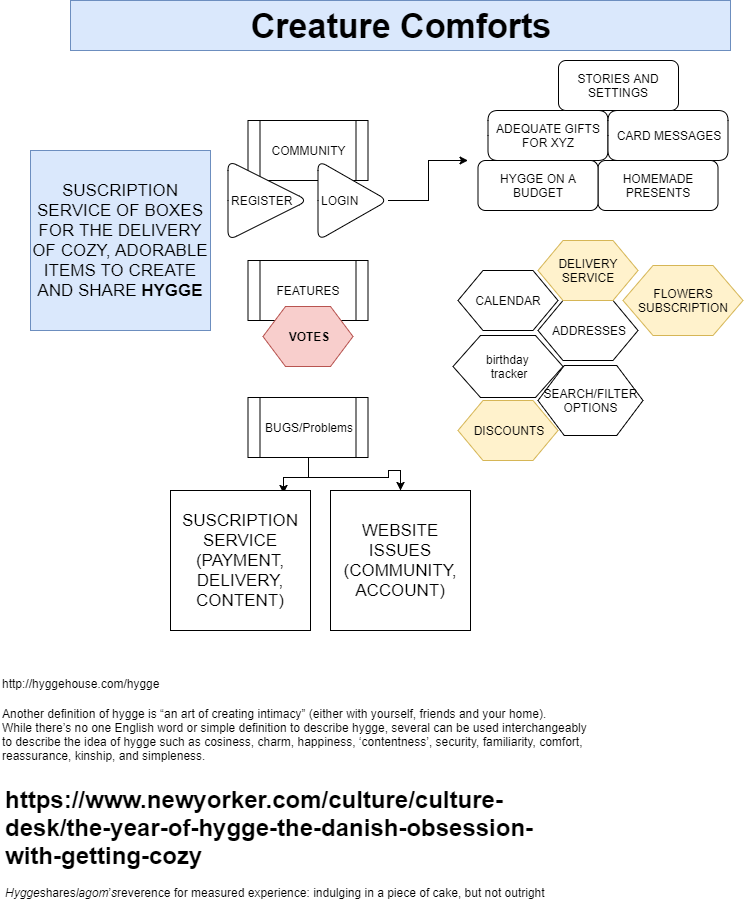 Creature Comforts
SUSCRIPTION
SERVICE OF BOXES
FOR THE DELIVERY
OF COZY, ADORABLE
ITEMS TO CREATE
AND SHARE HYGGE
COMMUNITY
REGISTER
LOGIN
STORIES AND
SETTINGS
ADEQUATE GIFTS
FOR XYZ
CARD MESSAGES
HYGGE ON A
BUDGET
HOMEMADE
PRESENTS
FEATURES
VOTES
DELIVERY
SERVICE
CALENDAR
FLOWERS
SUBSCRIPTION
ADDRESSES
birthday
tracker
SEARCH/FILTER
OPTIONS
DISCOUNTS
BUGS/Problems
SUSCRIPTION
SERVICE
(PAYMENT,
DELIVERY,
CONTENT)
WEBSITE
ISSUES
(COMMUNITY,
ACCOUNT)
http://hyggehouse.com/hygge
Another definition of hygge is “an art of creating intimacy” (either with yourself, friends and your home).
While there’s no one English word or simple definition to describe hygge, several can be used interchangeably
to describe the idea of hygge such as cosiness, charm, happiness, ‘contentness’, security, familiarity, comfort,
reassurance, kinship, and simpleness.
https://www.newyorker.com/culture/culture-
desk/the-year-of-hygge-the-danish-obsession-
with-getting-cozy
Hyggeshareslagom’sreverence for measured experience: indulging in a piece of cake, but not outright